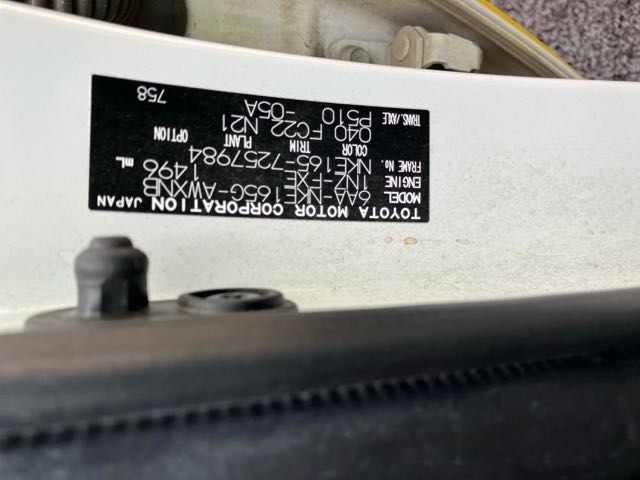 TOYOTA MOTOR CORPORATION JAPAN
MODEL 6AA-NKE165G-AWXNB
ENGINE 1NZ-FXE 1496 mL
FRAME No. NKE165-7257984
COLOR TRIM PLANT OPTION
040 FC22 N21
TRANS./AXLE P510 -05A
758